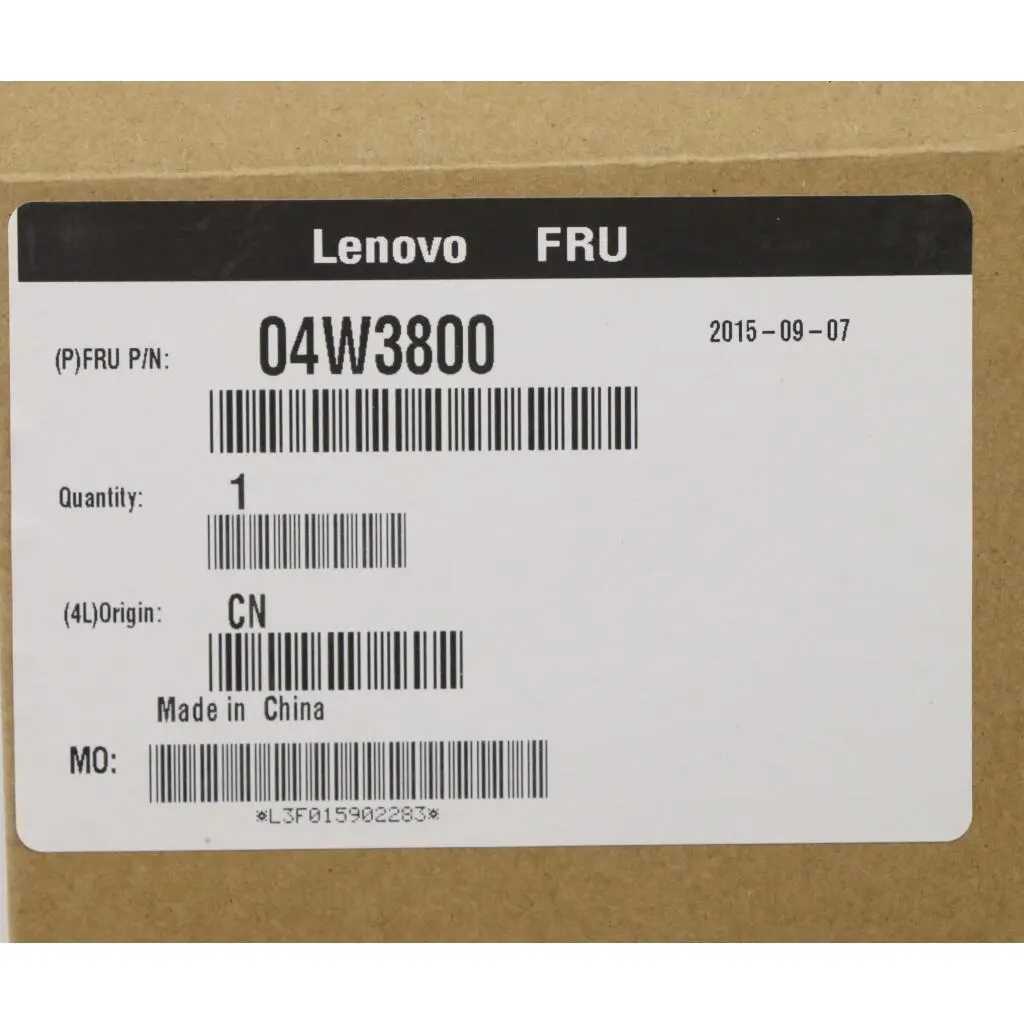 Lenovo FRU
(P)FRU P/N: 04W3800 2015-09-07
Quantity: 1
(4L)Origin: CN
Made in China
MO:
*L3F015902283*